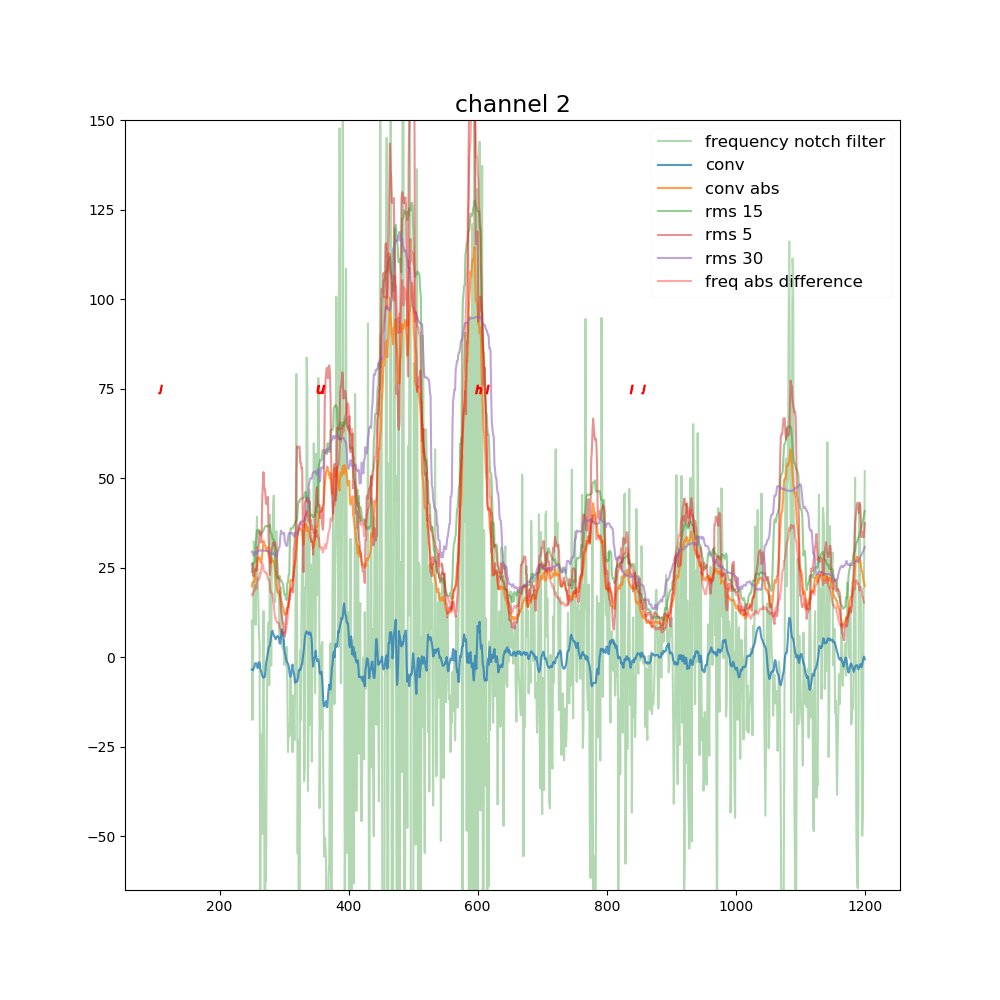 channel 2
150
125
100
75
50
25
0
−25
−50
200 400 600 800 1000 1200
frequency notch filter
conv
conv abs
rms 15
rms 5
rms 30
freq abs difference